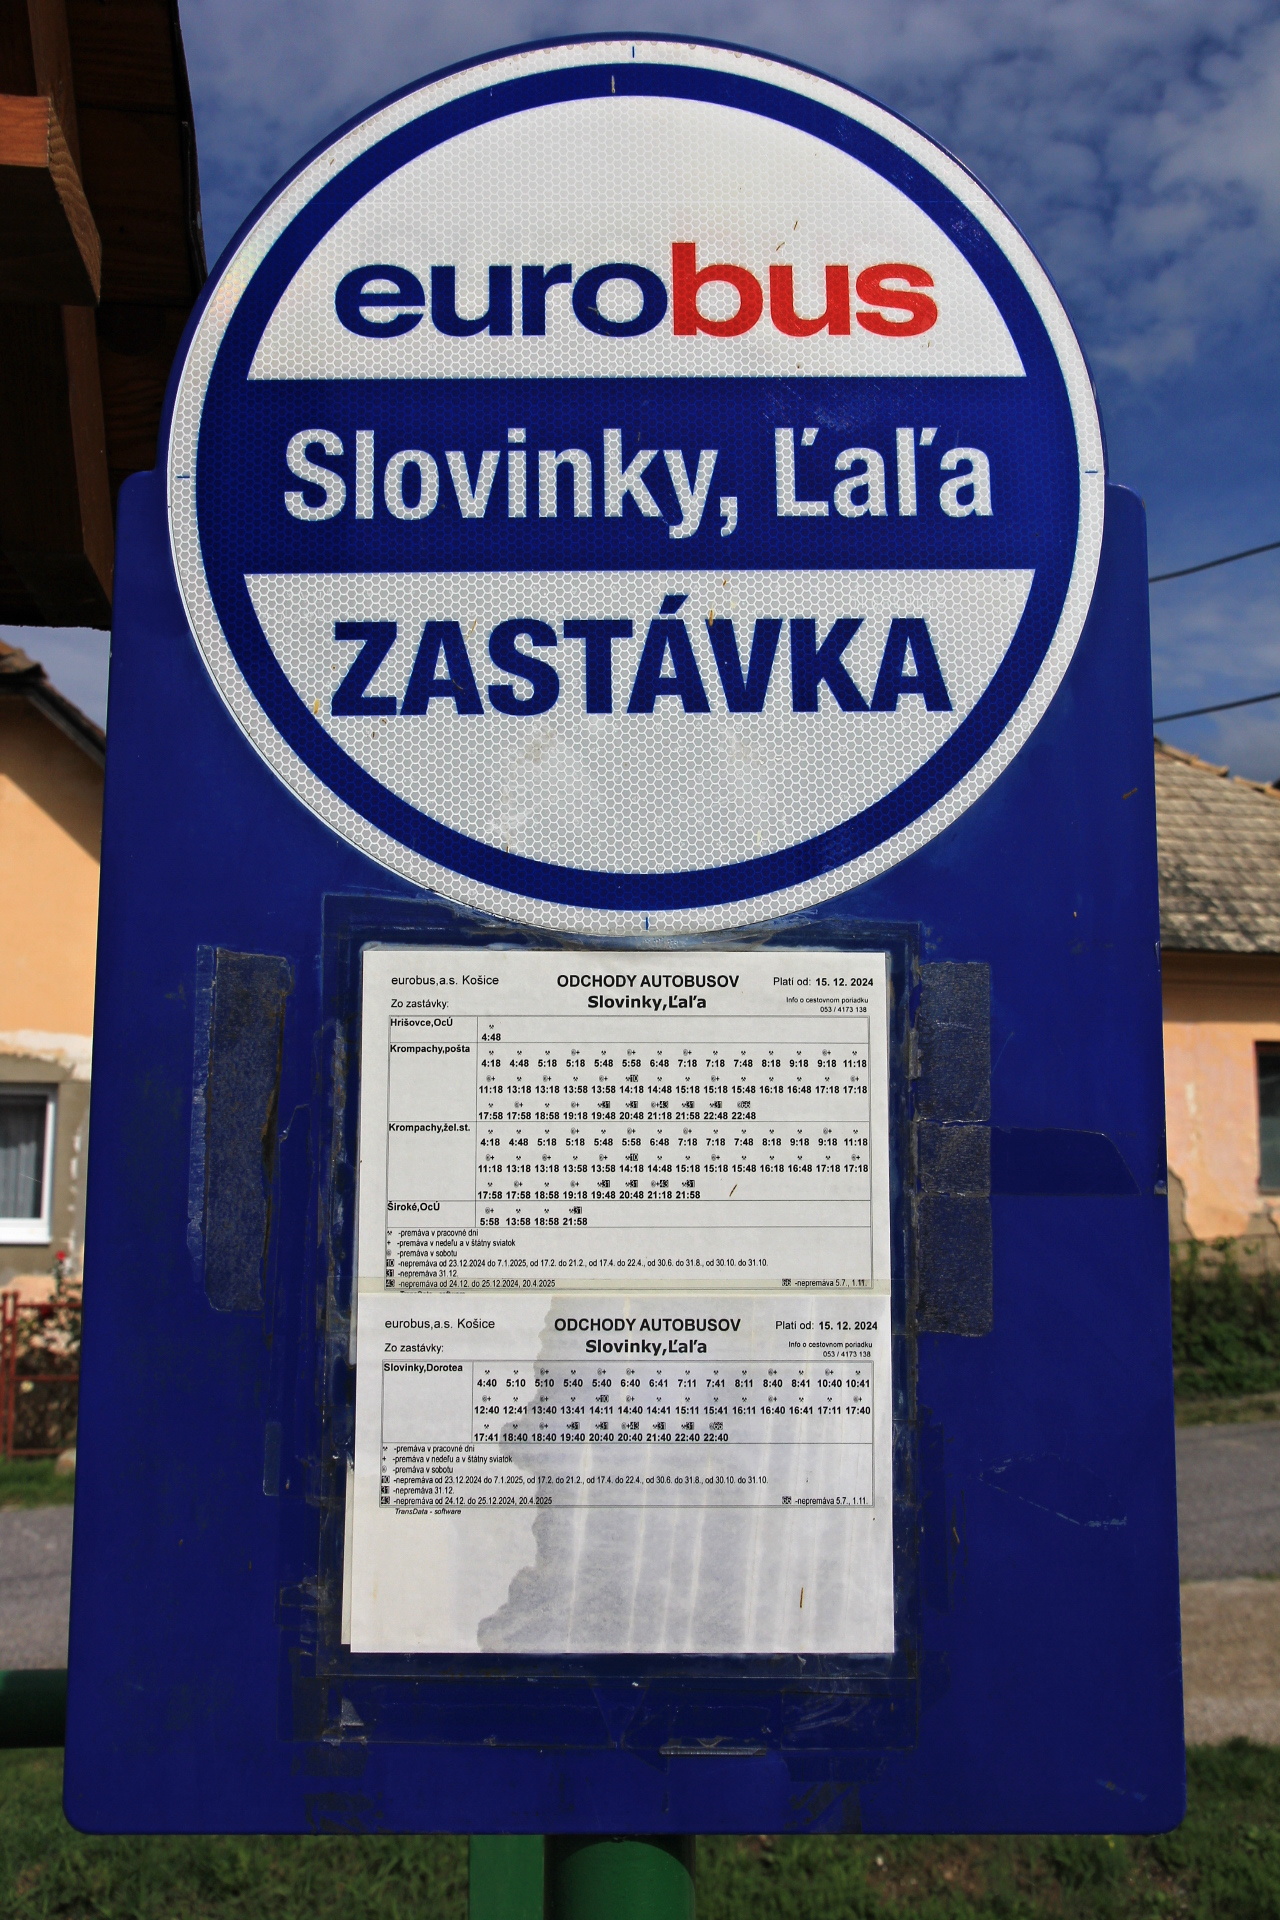 eurobus
Slovinky, Ľaľa
ZASTÁVKA
eurobus,a.s. Košice ODCHODY AUTOBUSOV Platí od: 15. 12. 2024
Zo zastávky: Slovinky,Ľaľa Info o cestovnom poriadku
053 / 4173 138
Hrišovce,OcÚ
4:48
Krompachy,pošta
4:18 4:48 5:18 5:18 5:48 5:58 6:48 7:18 7:18 7:48 8:18 9:18 9:18 11:18
11:18 13:18 13:18 13:58 13:58 14:18 14:48 15:18 15:18 15:48 16:18 16:48 17:18 17:18
17:58 17:58 18:58 19:18 19:48 20:48 21:18 21:58 22:48 22:48
Krompachy,žel.st.
4:18 4:48 5:18 5:18 5:48 5:58 6:48 7:18 7:18 7:48 8:18 9:18 9:18 11:18
11:18 13:18 13:18 13:58 13:58 14:18 14:48 15:18 15:18 15:48 16:18 16:48 17:18 17:18
17:58 17:58 18:58 19:18 19:48 20:48 21:18 21:58
Široké,OcÚ
5:58 13:58 18:58 21:58
-premáva v pracovné dni
+ -premáva v nedeľu a v štátny sviatok
-premáva v sobotu
10 -nepremáva od 23.12.2024 do 7.1.2025, od 17.2. do 21.2., od 17.4. do 22.4., od 30.6. do 31.8., od 30.10. do 31.10.
31 -nepremáva 31.12.
43 -nepremáva od 24.12. do 25.12.2024, 20.4.2025 -nepremáva 5.7., 1.11.
eurobus,a.s. Košice ODCHODY AUTOBUSOV Platí od: 15. 12. 2024
Zo zastávky: Slovinky,Ľaľa Info o cestovnom poriadku
053 / 4173 138
Slovinky,Dorotea
4:40 5:10 5:10 5:40 5:40 6:40 6:41 7:11 7:41 8:11 8:40 8:41 10:40 10:41
12:40 12:41 13:40 13:41 14:11 14:40 14:41 15:11 15:41 16:11 16:40 16:41 17:11 17:40
17:41 18:40 18:40 19:40 20:40 20:40 21:40 22:40 22:40
-premáva v pracovné dni
+ -premáva v nedeľu a v štátny sviatok
-premáva v sobotu
10 -nepremáva od 23.12.2024 do 7.1.2025, od 17.2. do 21.2., od 17.4. do 22.4., od 30.6. do 31.8., od 30.10. do 31.10.
31 -nepremáva 31.12.
43 -nepremáva od 24.12. do 25.12.2024, 20.4.2025 -nepremáva 5.7., 1.11.
TransData - software